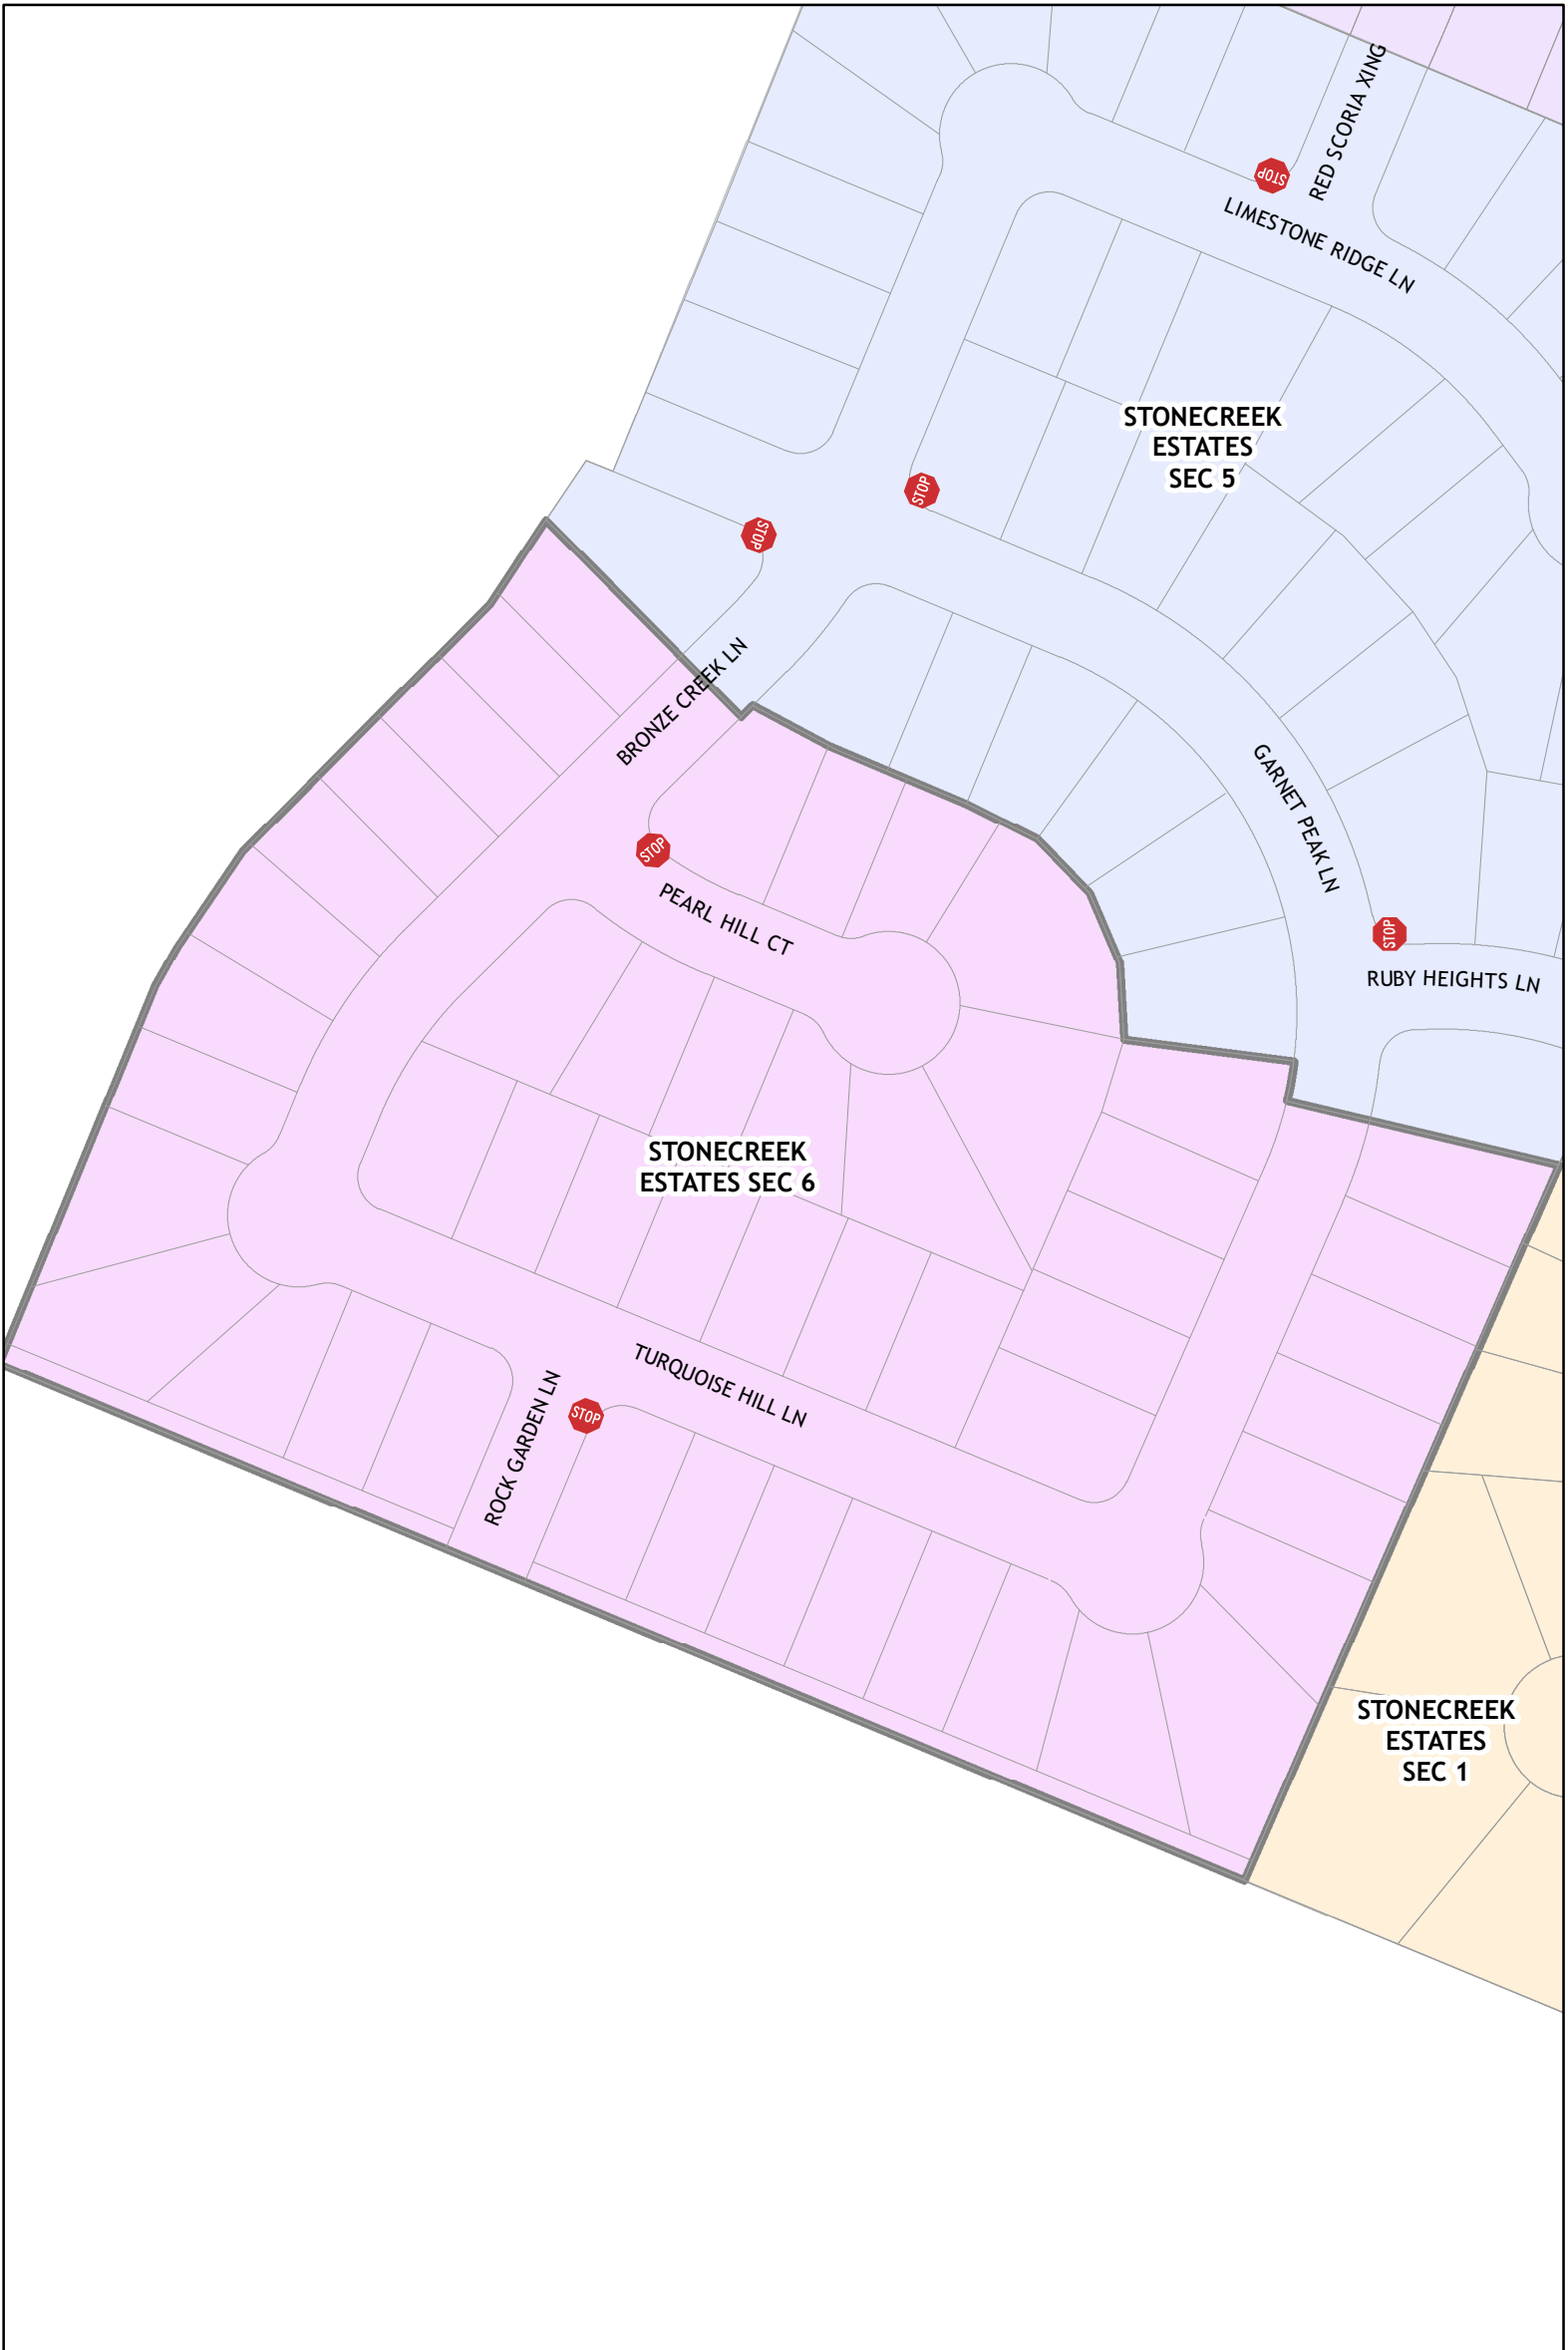 RED SCORIA XING
STOP
LIMESTONE RIDGE LN
STONECREEK
ESTATES
SEC 5
STOP
STOP
BRONZE CREEK LN
GARNET PEAK LN
STOP
PEARL HILL CT
STOP
RUBY HEIGHTS LN
STONECREEK
ESTATES SEC 6
TURQUOISE HILL LN
ROCK GARDEN LN
STOP
STONECREEK
ESTATES
SEC 1